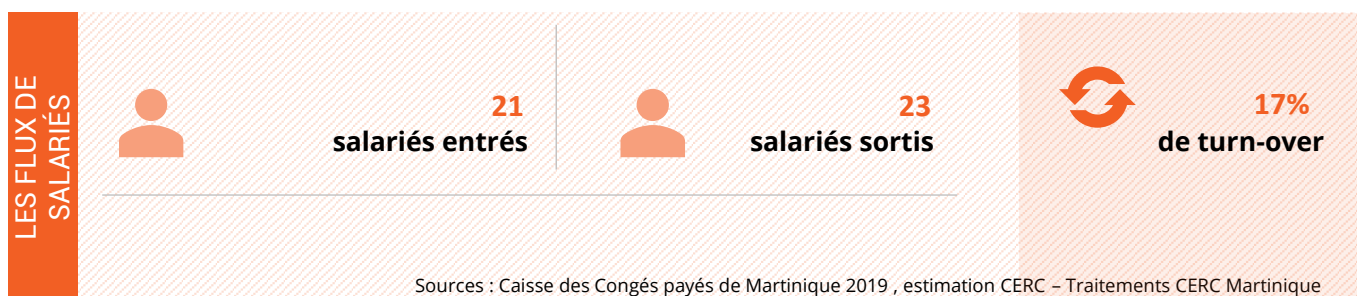 LES FLUX DE
SALARIÉS
21
salariés entrés
23
salariés sortis
17%
de turn-over
Sources : Caisse des Congés payés de Martinique 2019 , estimation CERC – Traitements CERC Martinique